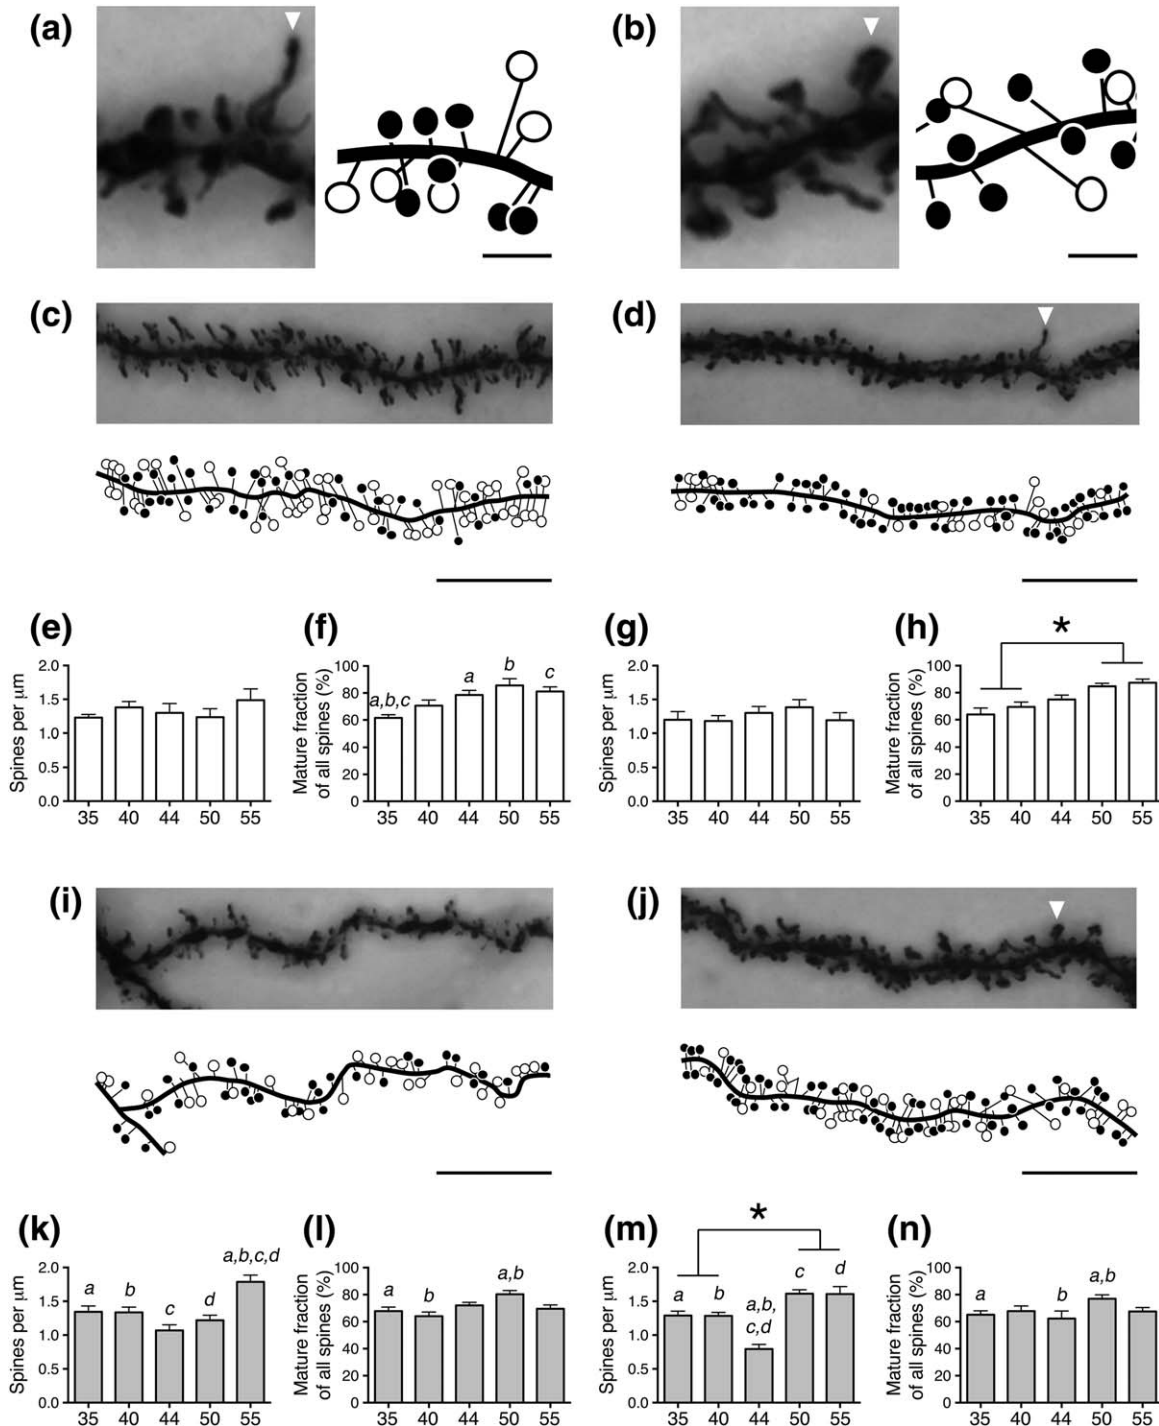 (a)
(b)
(c)
(d)
(e)
(f)
(g)
(h)
*
Spines per μm
2.0
1.5
1.0
0.5
0.0
35 40 44 50 55
Mature fraction
of all spines (%)
100
80
60
40
20
0
a,b,c
a
b
c
35 40 44 50 55
Spines per μm
2.0
1.5
1.0
0.5
0.0
35 40 44 50 55
Mature fraction
of all spines (%)
100
80
60
40
20
0
35 40 44 50 55
(i)
(j)
(k)
(l)
(m)
*
(n)
Spines per μm
2.0
1.5
1.0
0.5
0.0
a
b
c
d
a,b,c,d
35 40 44 50 55
Mature fraction
of all spines (%)
100
80
60
40
20
0
a
b
a,b
35 40 44 50 55
Spines per μm
2.0
1.5
1.0
0.5
0.0
a
b
a,b,
c,d
c
d
35 40 44 50 55
Mature fraction
of all spines (%)
100
80
60
40
20
0
a
b
a,b
35 40 44 50 55